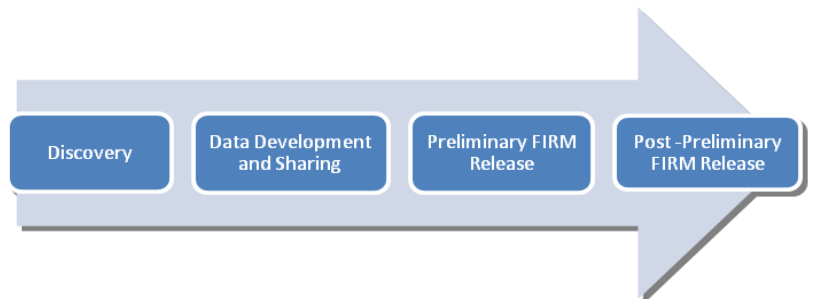 Discovery
Data Development
and Sharing
Preliminary FIRM
Release
Post -Preliminary
FIRM Release